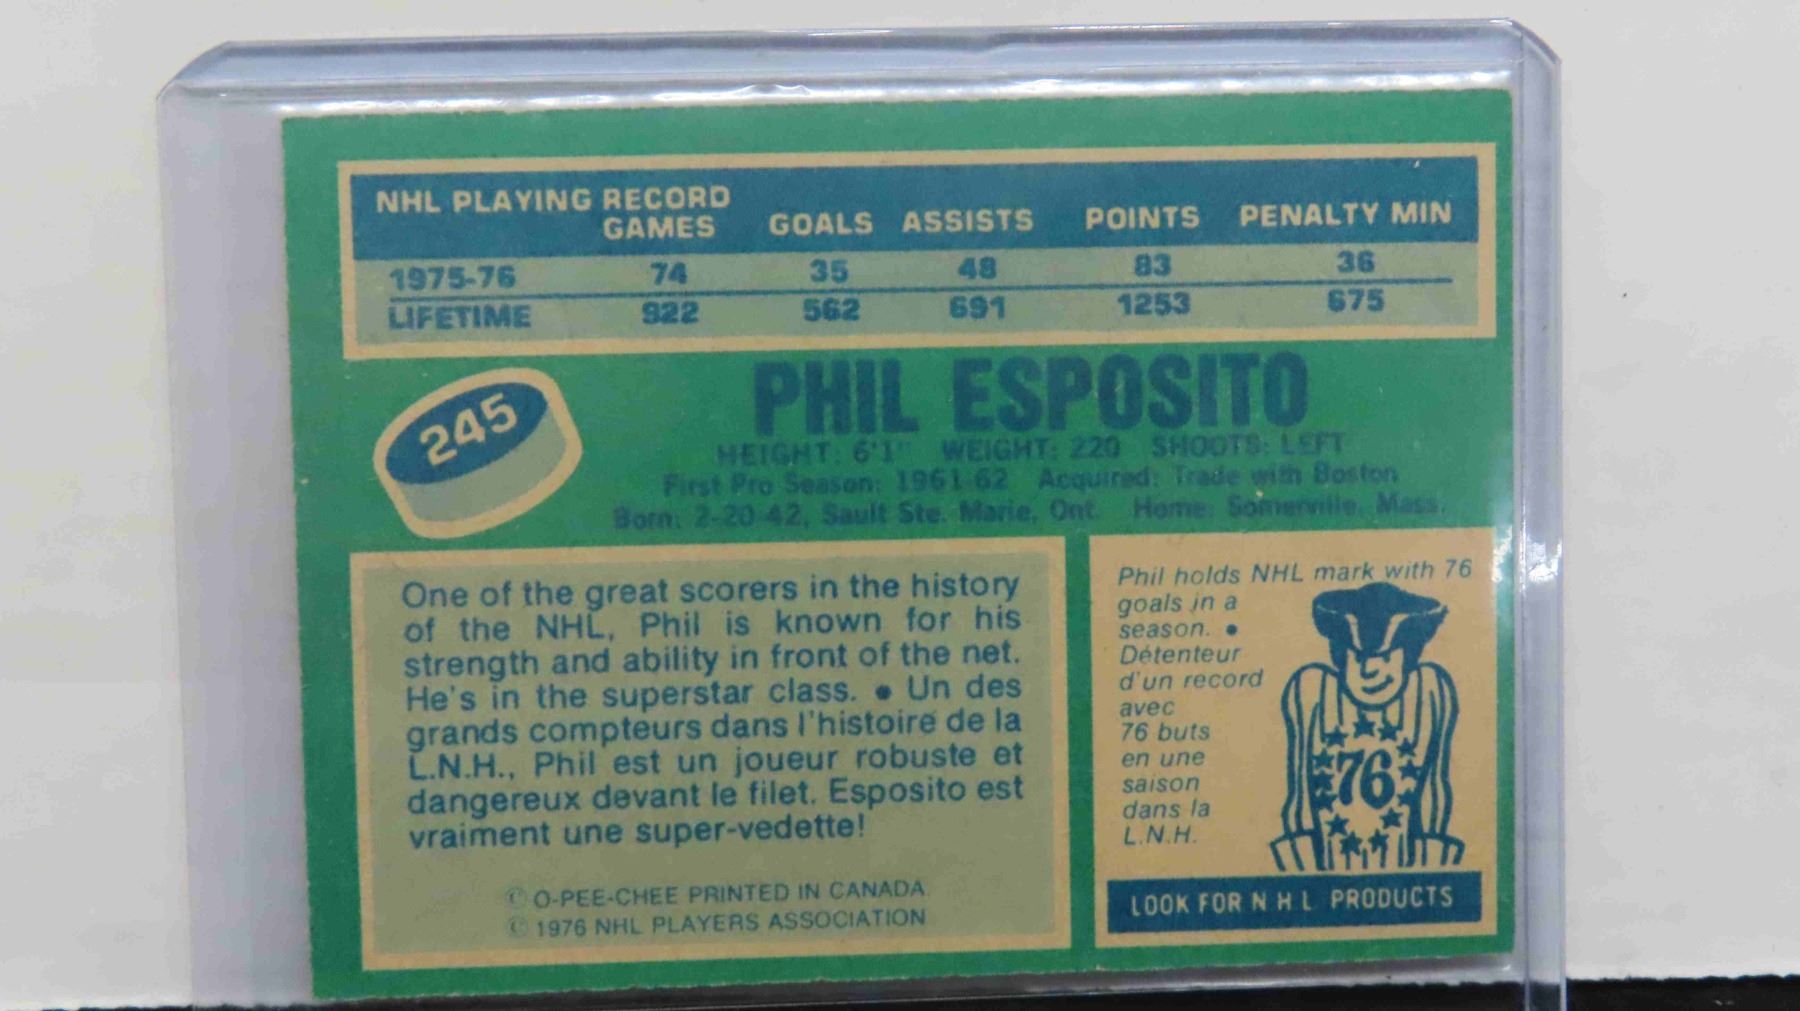 NHL PLAYING RECORD
GAMES GOALS ASSISTS POINTS PENALTY MIN
1975-76 74 35 48 83 36
LIFETIME 922 562 691 1253 675
245
PHIL ESPOSITO
HEIGHT: 6'1" WEIGHT: 220 SHOOTS: LEFT
First Pro Season: 1961-62 Acquired: Trade with Boston
Born: 2-20-42, Sault Ste. Marie, Ont. Home: Somerville, Mass.
One of the great scorers in the history
of the NHL, Phil is known for his
strength and ability in front of the net.
He's in the superstar class. • Un des
grands compteurs dans l'histoire de la
L.N.H., Phil est un joueur robuste et
dangereux devant le filet. Esposito est
vraiment une super-vedette!
© O-PEE-CHEE PRINTED IN CANADA
© 1976 NHL PLAYERS ASSOCIATION
Phil holds NHL mark with 76
goals in a
season. •
Détenteur
d'un record
avec
76 buts
en une
saison
dans la
L.N.H.
76
LOOK FOR N H L PRODUCTS